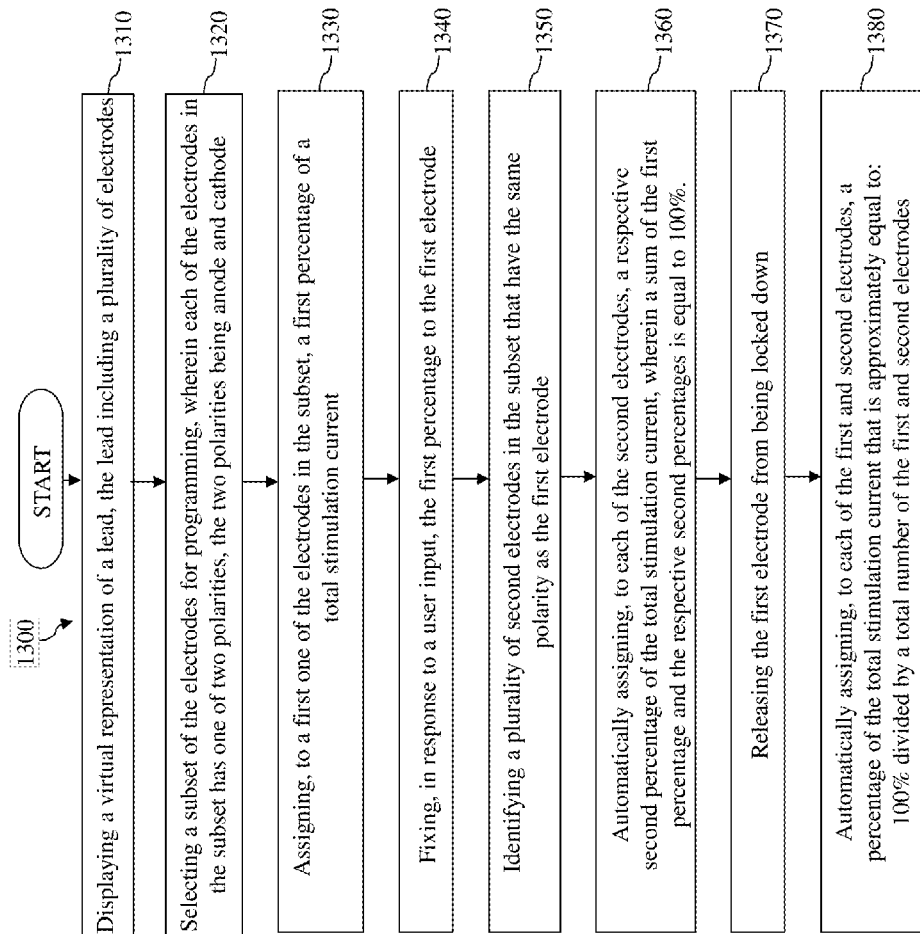 1300
START
Displaying a virtual representation of a lead, the lead including a plurality of electrodes
1310
Selecting a subset of the electrodes for programming, wherein each of the electrodes in
the subset has one of two polarities, the two polarities being anode and cathode
1320
Assigning, to a first one of the electrodes in the subset, a first percentage of a
total stimulation current
1330
Fixing, in response to a user input, the first percentage to the first electrode
1340
Identifying a plurality of second electrodes in the subset that have the same
polarity as the first electrode
1350
Automatically assigning, to each of the second electrodes, a respective
second percentage of the total stimulation current, wherein a sum of the first
percentage and the respective second percentages is equal to 100%.
1360
Releasing the first electrode from being locked down
1370
Automatically assigning, to each of the first and second electrodes, a
percentage of the total stimulation current that is approximately equal to:
100% divided by a total number of the first and second electrodes
1380